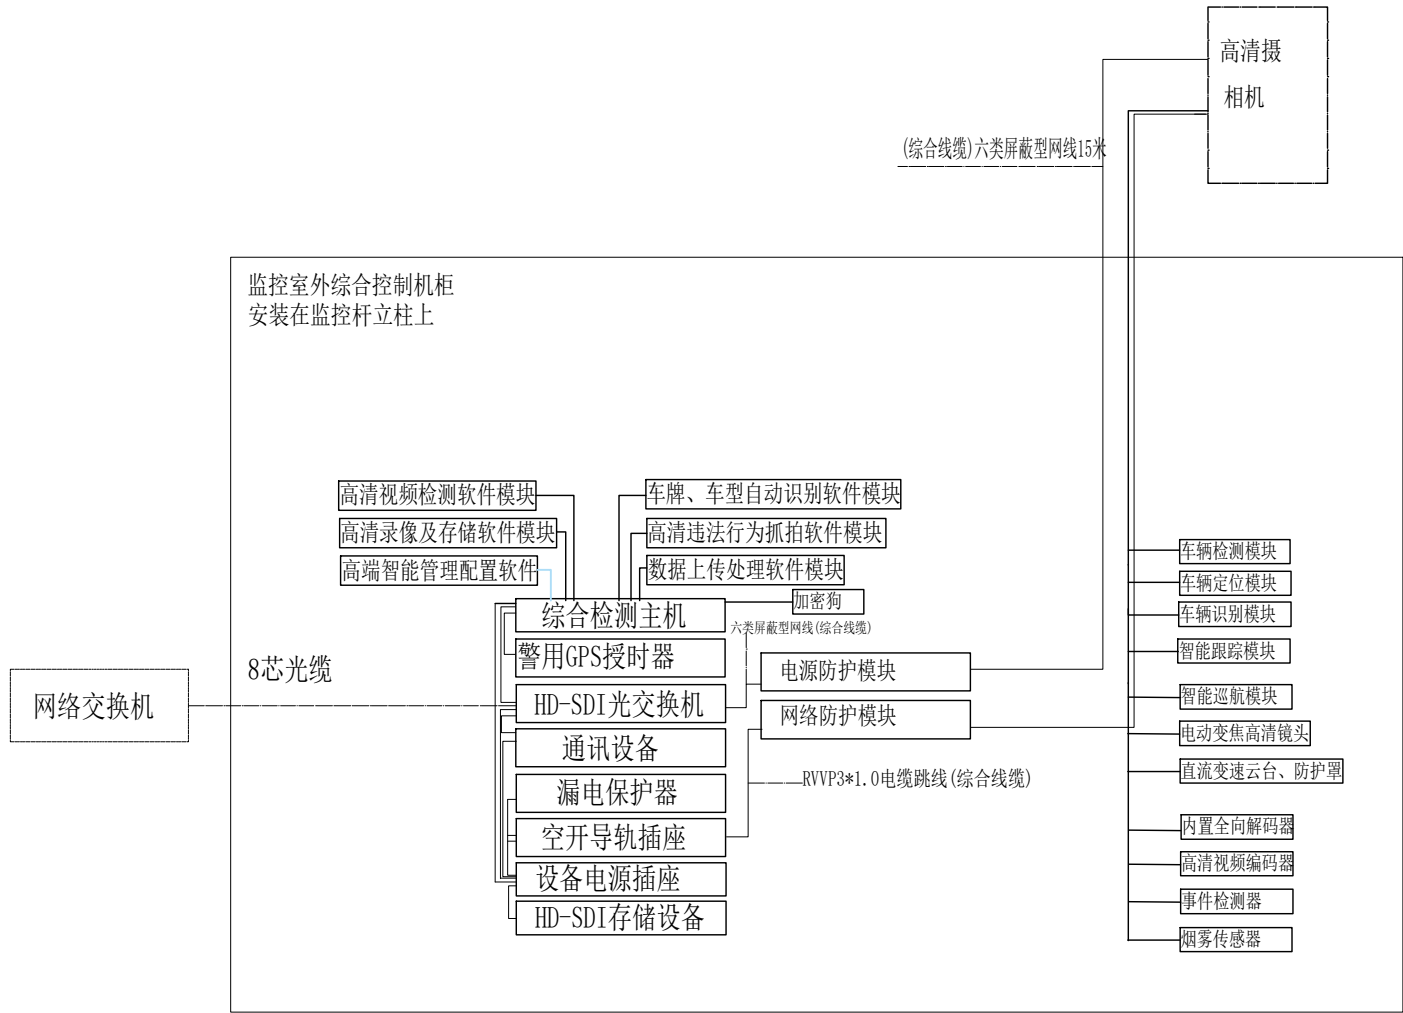 高清摄
相机
(综合线缆)六类屏蔽型网线15米
监控室外综合控制机柜
安装在监控杆立柱上
高清视频检测软件模块
车牌、车型自动识别软件模块
高清录像及存储软件模块
高清违法行为抓拍软件模块
高端智能管理配置软件
数据上传处理软件模块
加密狗
综合检测主机
六类屏蔽型网线(综合线缆)
警用GPS授时器
电源防护模块
8芯光缆
网络交换机
HD-SDI光交换机
网络防护模块
通讯设备
RVVP3*1.0电缆跳线(综合线缆)
漏电保护器
空开导轨插座
设备电源插座
HD-SDI存储设备
车辆检测模块
车辆定位模块
车辆识别模块
智能跟踪模块
智能巡航模块
电动变焦高清镜头
直流变速云台、防护罩
内置全向解码器
高清视频编码器
事件检测器
烟雾传感器